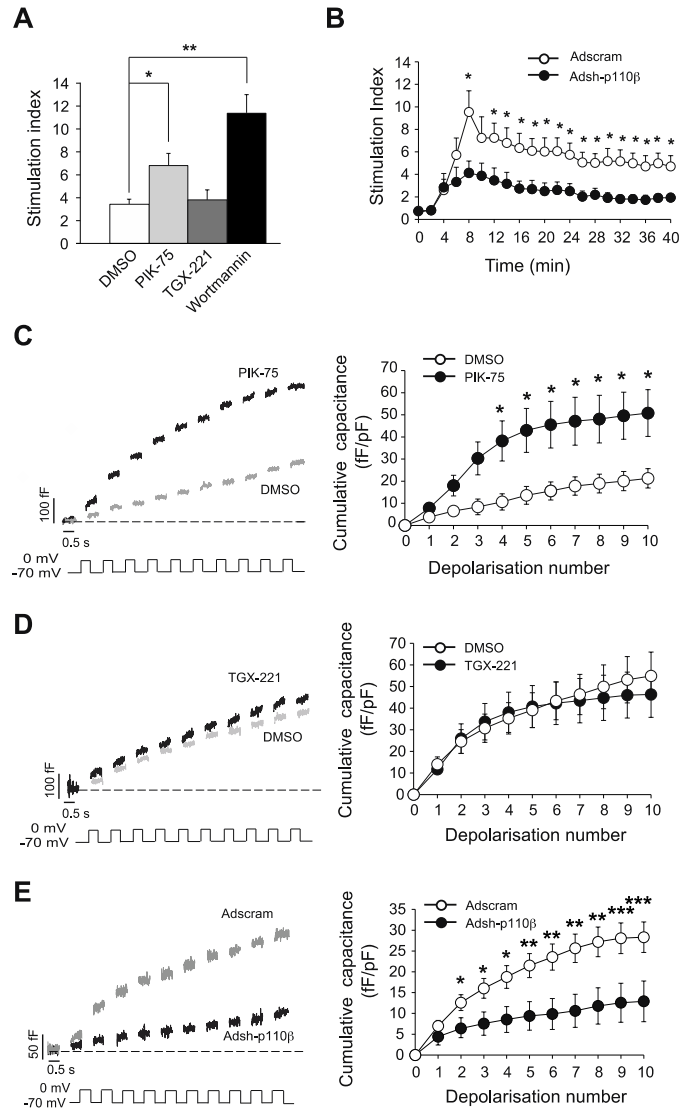 A
**
*
14
12
10
8
6
4
2
0
Stimulation index
DMSO
PIK-75
TGX-221
Wortmannin
B
Adscram
Adsh-p110β
14
12
10
8
6
4
2
0
Stimulation Index
* * * * * * * * * * * * * * * *
0 4 8 12 16 20 24 28 32 36 40
Time (min)
C
PIK-75
DMSO
100 fF
0.5 s
0 mV
-70 mV
DMSO
PIK-75
70
60
50
40
30
20
10
0
Cumulative capacitance
(fF/pF)
* * * * * * *
0 1 2 3 4 5 6 7 8 9 10
Depolarisation number
D
TGX-221
DMSO
100 fF
0.5 s
0 mV
-70 mV
DMSO
TGX-221
70
60
50
40
30
20
10
0
Cumulative capacitance
(fF/pF)
0 1 2 3 4 5 6 7 8 9 10
Depolarisation number
E
Adscram
Adsh-p110β
50 fF
0.5 s
0 mV
-70 mV
Adscram
Adsh-p110β
35
30
25
20
15
10
5
0
Cumulative capacitance
(fF/pF)
* * * ** ** ** ** *** ***
0 1 2 3 4 5 6 7 8 9 10
Depolarisation number